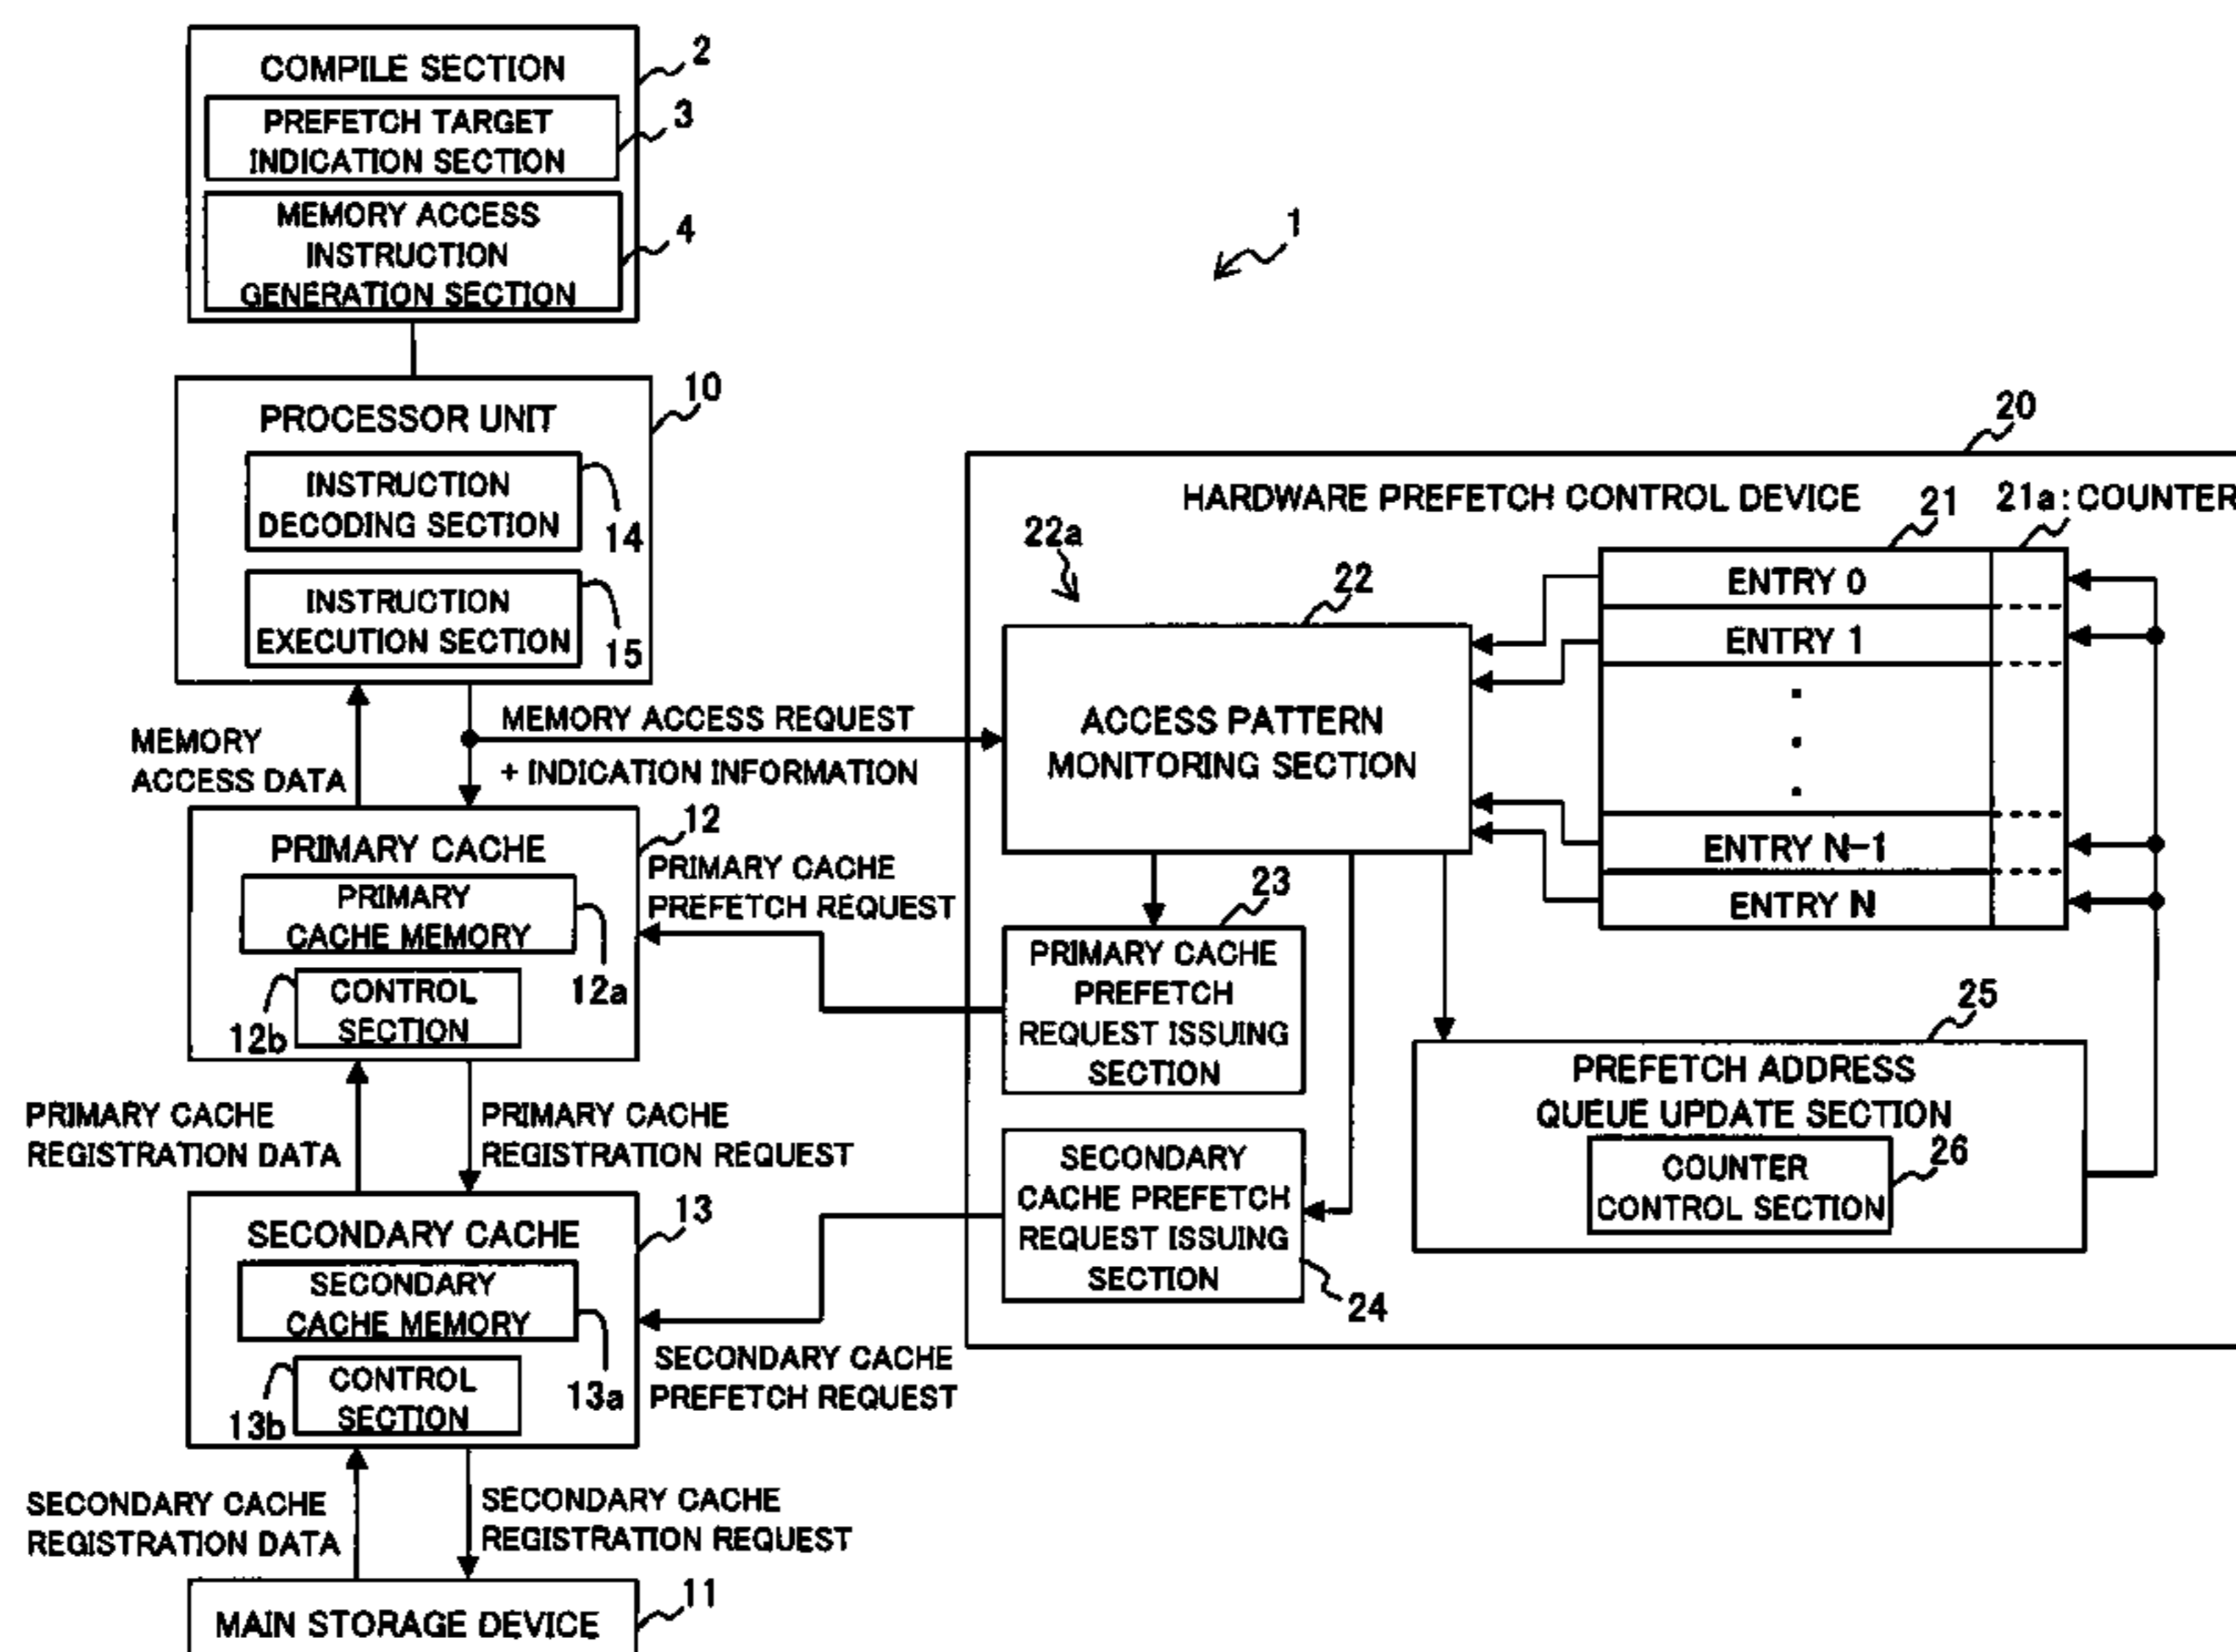 COMPILE SECTION
2
PREFETCH TARGET
INDICATION SECTION
3
MEMORY ACCESS
INSTRUCTION
GENERATION SECTION
4
1
PROCESSOR UNIT
10
INSTRUCTION
DECODING SECTION
14
INSTRUCTION
EXECUTION SECTION
15
MEMORY
ACCESS DATA
MEMORY ACCESS REQUEST
+ INDICATION INFORMATION
PRIMARY CACHE
12
PRIMARY
CACHE MEMORY
12a
CONTROL
SECTION
12b
PRIMARY CACHE
PREFETCH REQUEST
PRIMARY CACHE
REGISTRATION DATA
PRIMARY CACHE
REGISTRATION REQUEST
SECONDARY CACHE
13
SECONDARY
CACHE MEMORY
13a
CONTROL
SECTION
13b
SECONDARY CACHE
PREFETCH REQUEST
SECONDARY CACHE
REGISTRATION DATA
SECONDARY CACHE
REGISTRATION REQUEST
MAIN STORAGE DEVICE
11
20
HARDWARE PREFETCH CONTROL DEVICE
21
21a:COUNTER
22a
22
ACCESS PATTERN
MONITORING SECTION
ENTRY 0
ENTRY 1
ENTRY N-1
ENTRY N
23
PRIMARY CACHE
PREFETCH
REQUEST ISSUING
SECTION
SECONDARY
CACHE PREFETCH
REQUEST ISSUING
SECTION
24
25
PREFETCH ADDRESS
QUEUE UPDATE SECTION
COUNTER
CONTROL SECTION
26